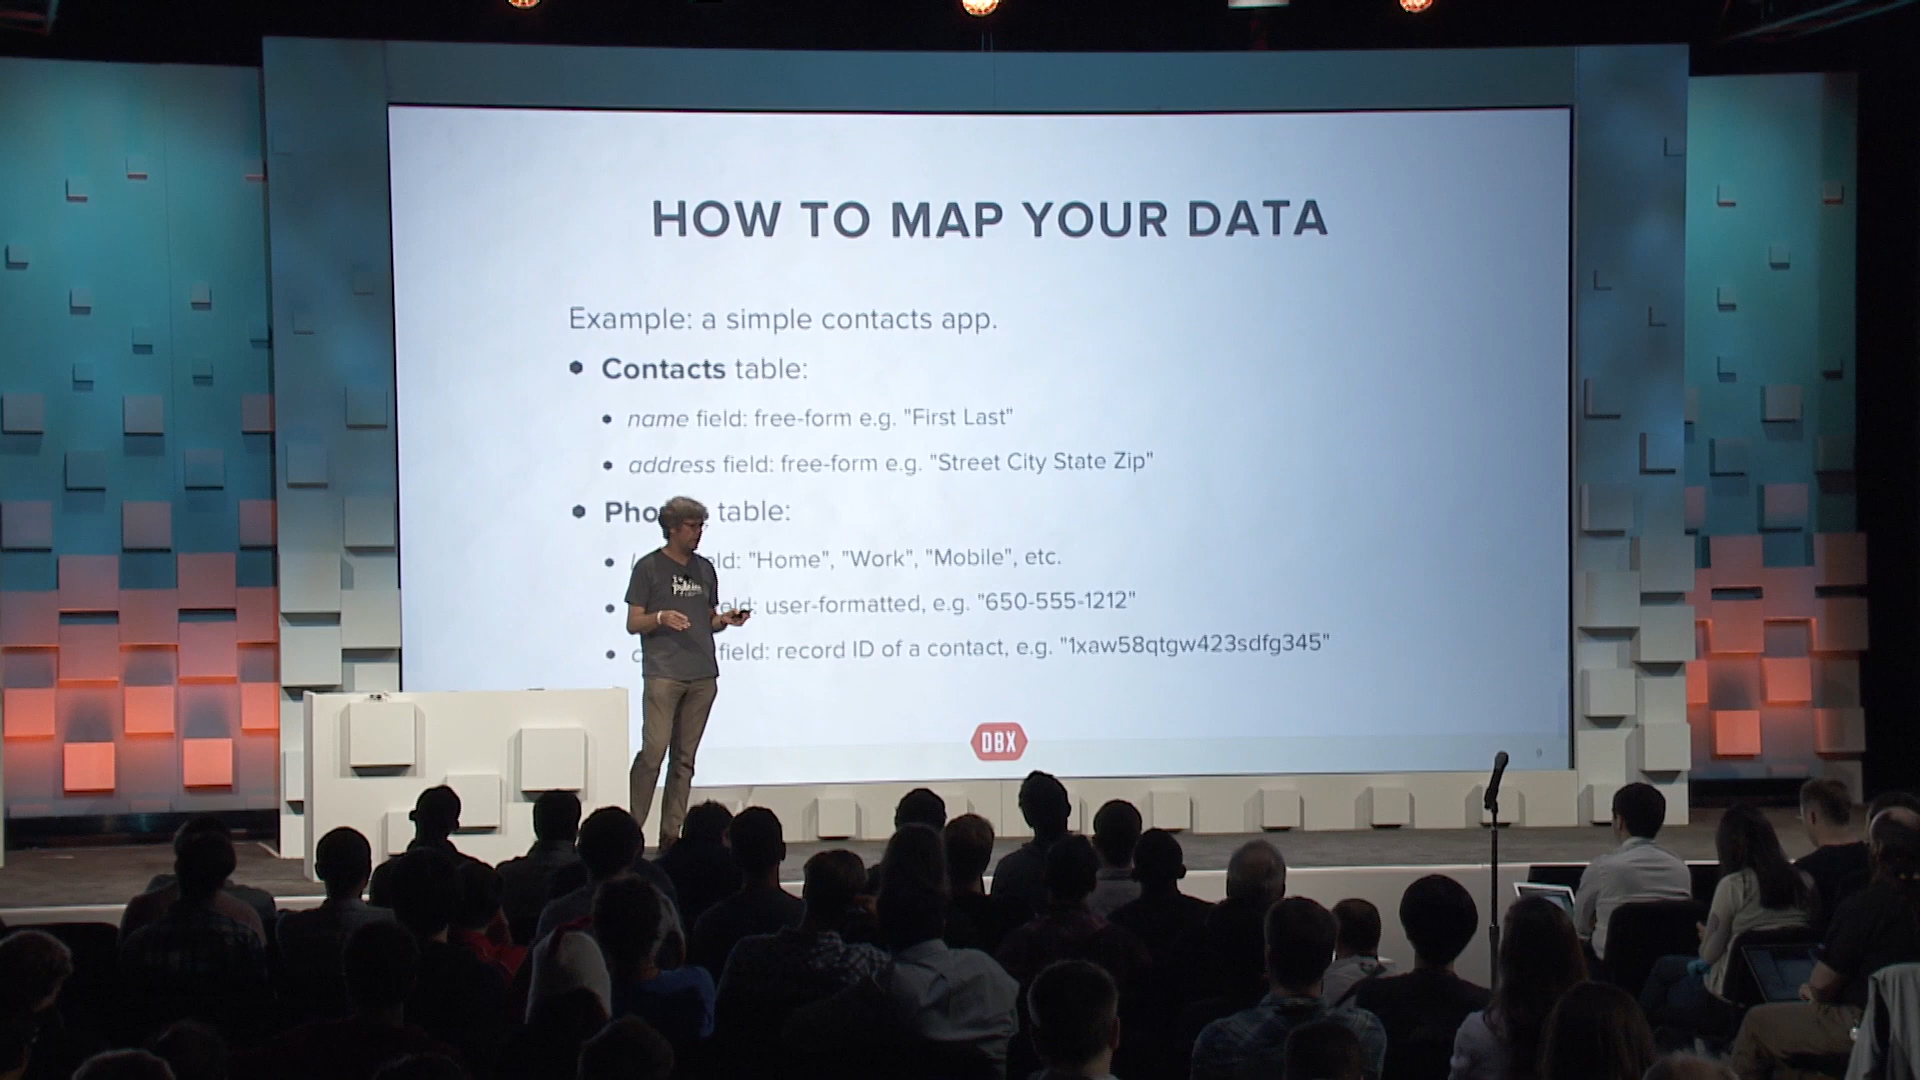 HOW TO MAP YOUR DATA
Example: a simple contacts app.
Contacts table:
name field: free-form e.g. "First Last"
address field: free-form e.g. "Street City State Zip"
table:
"Home", "Work", "Mobile", etc.
user-formatted, e.g. "650-555-1212"
field: record ID of a contact, e.g. "1xaw58qtgw423sdfg345"
DBX
9